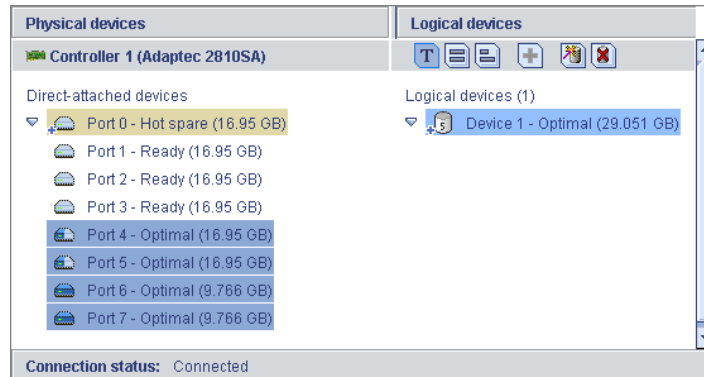 Physical devices
Logical devices
Controller 1 (Adaptec 2810SA)
T
Direct-attached devices
Port 0 - Hot spare (16.95 GB)
Port 1 - Ready (16.95 GB)
Port 2 - Ready (16.95 GB)
Port 3 - Ready (16.95 GB)
Port 4 - Optimal (16.95 GB)
Port 5 - Optimal (16.95 GB)
Port 6 - Optimal (9.766 GB)
Port 7 - Optimal (9.766 GB)
Logical devices (1)
5 Device 1 - Optimal (29.051 GB)
Connection status: Connected